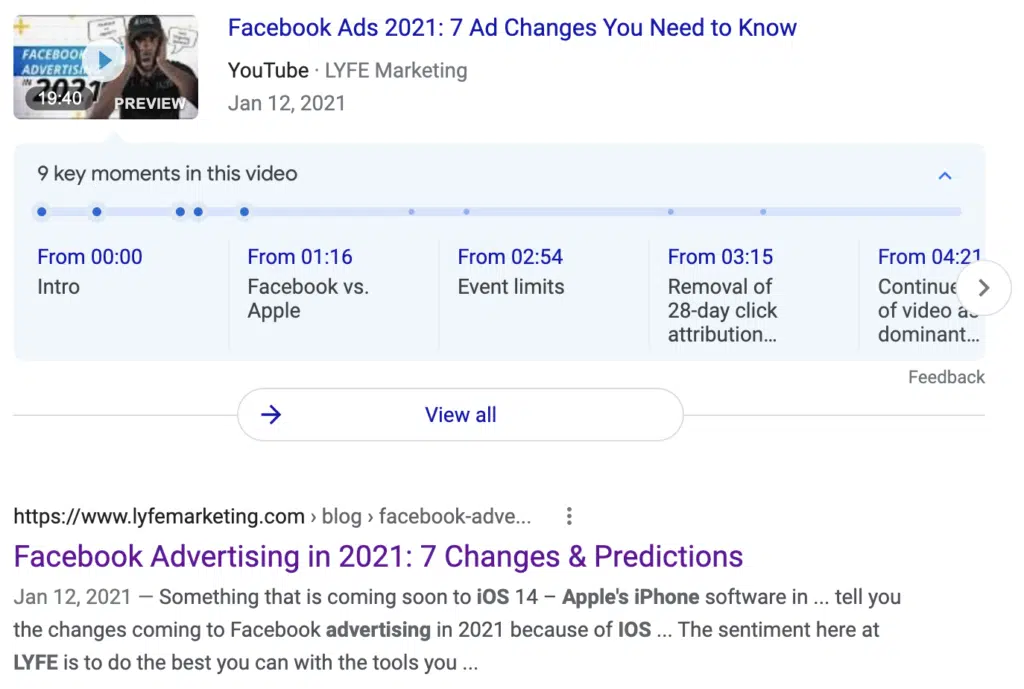 Facebook Ads 2021: 7 Ad Changes You Need to Know
FACEBOOK
ADVERTISING
IN 2021
19:40
PREVIEW
YouTube · LYFE Marketing
Jan 12, 2021
9 key moments in this video
From 00:00
Intro
From 01:16
Facebook vs.
Apple
From 02:54
Event limits
From 03:15
Removal of
28-day click
attribution...
From 04:21
Continue
of video as
dominant...
Feedback
View all
https://www.lyfemarketing.com › blog › facebook-adve...
Facebook Advertising in 2021: 7 Changes & Predictions
Jan 12, 2021 — Something that is coming soon to iOS 14 – Apple's iPhone software in ... tell you
the changes coming to Facebook advertising in 2021 because of IOS ... The sentiment here at
LYFE is to do the best you can with the tools you ...